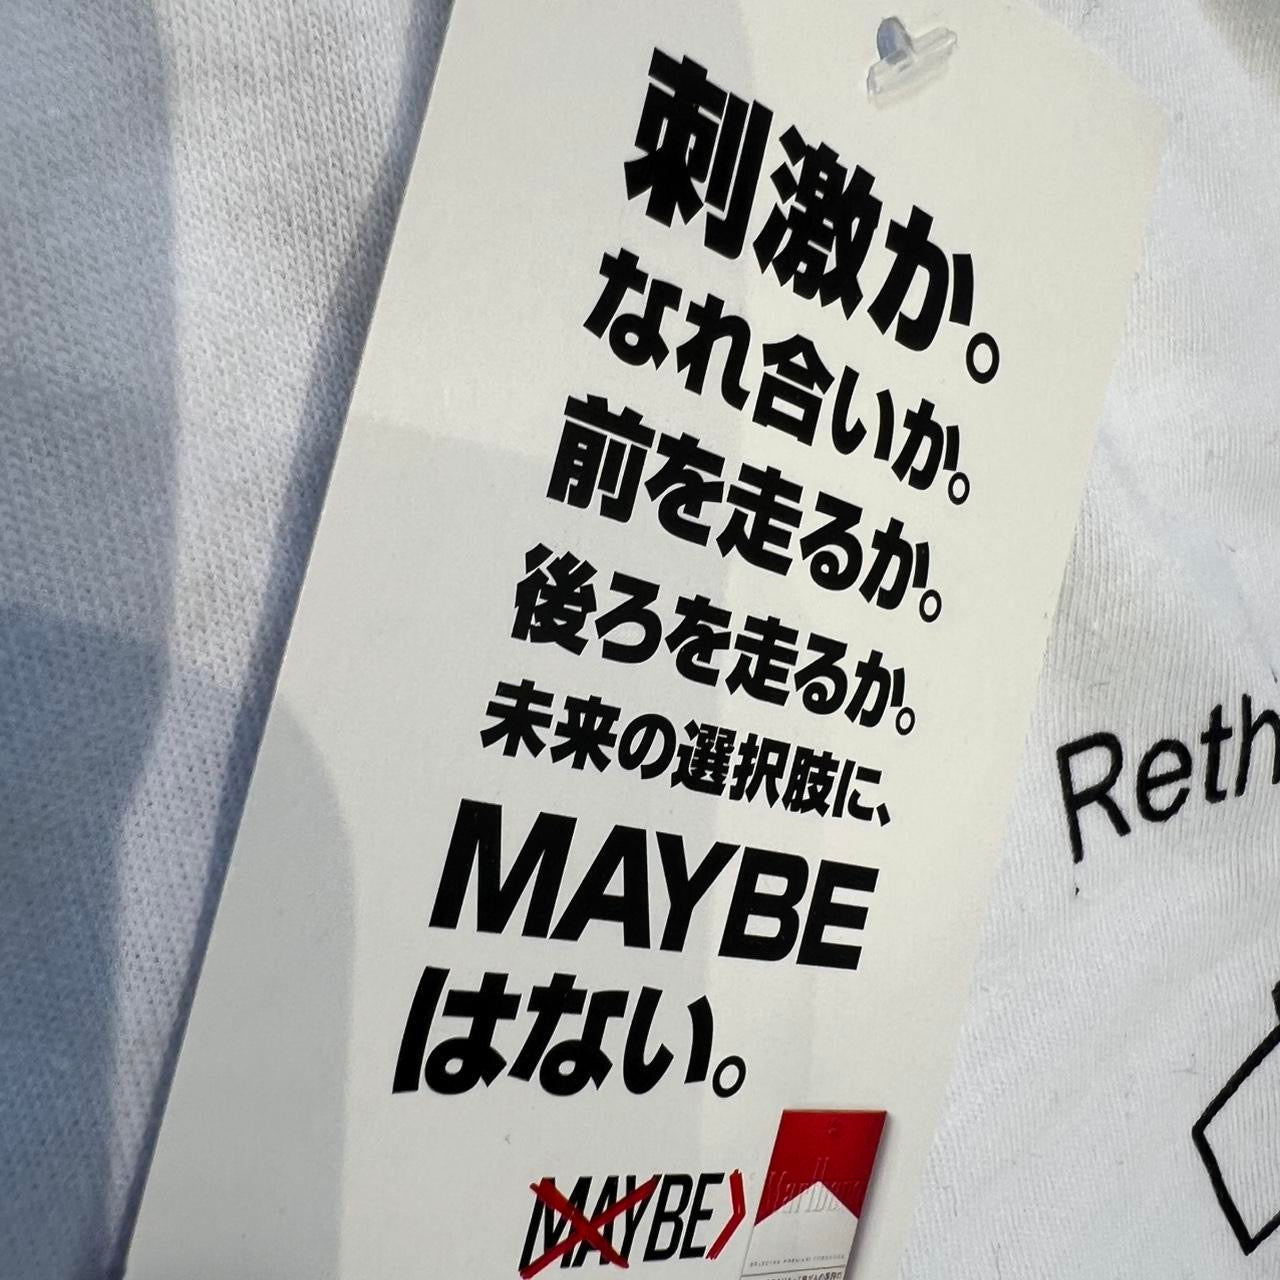 刺激か。
なれ合いか。
前を走るか。
後ろを走るか。
未来の選択肢に、
MAYBE
はない。
MAYBE
Marlboro
Reth